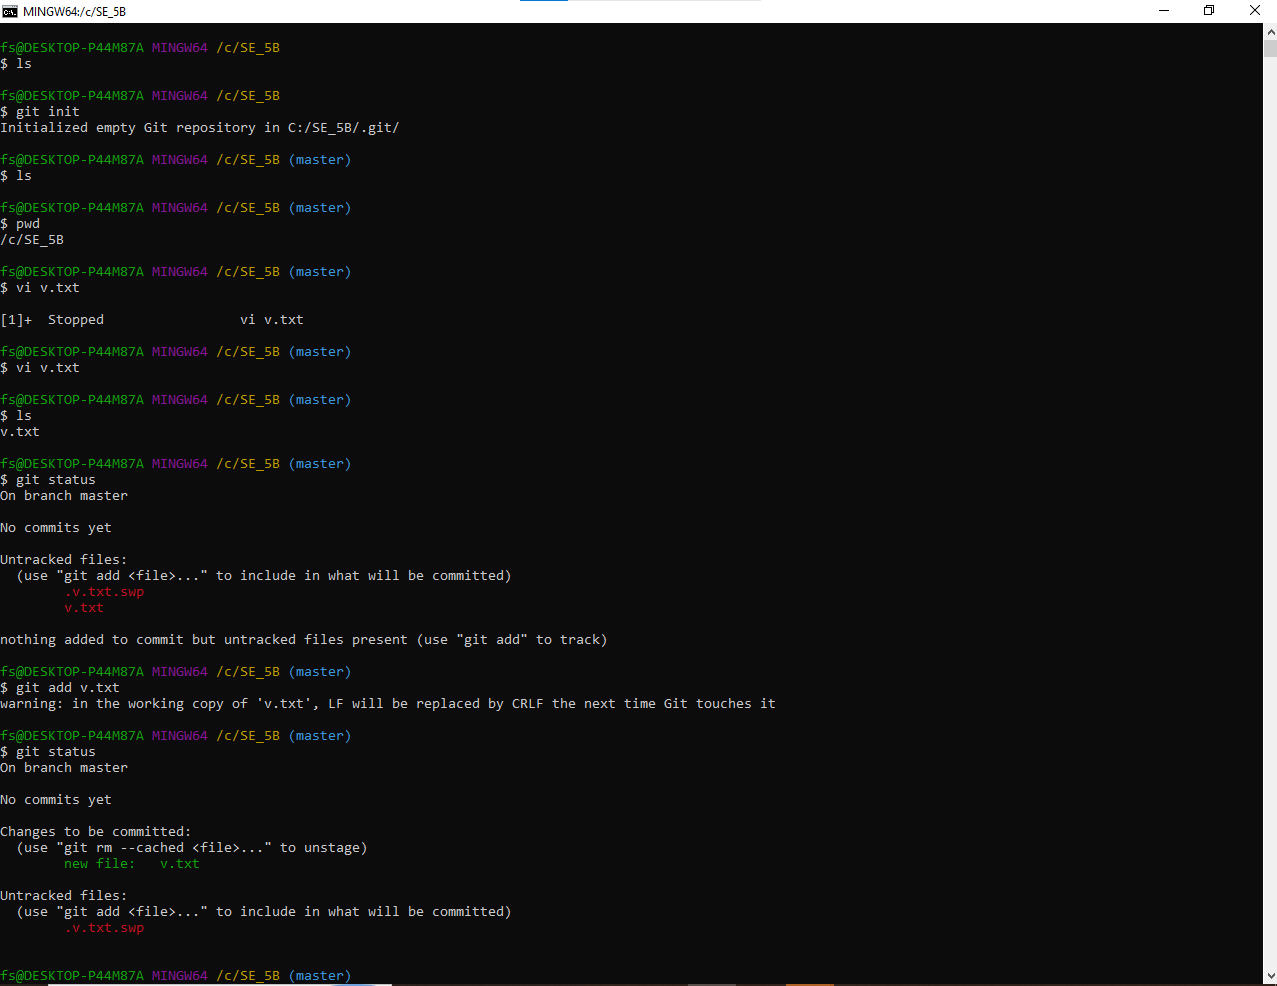 MINGW64:/c/SE_5B
fs@DESKTOP-P44M87A MINGW64 /c/SE_5B
$ ls
fs@DESKTOP-P44M87A MINGW64 /c/SE_5B
$ git init
Initialized empty Git repository in C:/SE_5B/.git/
fs@DESKTOP-P44M87A MINGW64 /c/SE_5B (master)
$ ls
fs@DESKTOP-P44M87A MINGW64 /c/SE_5B (master)
$ pwd
/c/SE_5B
fs@DESKTOP-P44M87A MINGW64 /c/SE_5B (master)
$ vi v.txt
[1]+  Stopped                 vi v.txt
fs@DESKTOP-P44M87A MINGW64 /c/SE_5B (master)
$ vi v.txt
fs@DESKTOP-P44M87A MINGW64 /c/SE_5B (master)
$ ls
v.txt
fs@DESKTOP-P44M87A MINGW64 /c/SE_5B (master)
$ git status
On branch master
No commits yet
Untracked files:
  (use "git add <file>..." to include in what will be committed)
        .v.txt.swp
        v.txt
nothing added to commit but untracked files present (use "git add" to track)
fs@DESKTOP-P44M87A MINGW64 /c/SE_5B (master)
$ git add v.txt
warning: in the working copy of 'v.txt', LF will be replaced by CRLF the next time Git touches it
fs@DESKTOP-P44M87A MINGW64 /c/SE_5B (master)
$ git status
On branch master
No commits yet
Changes to be committed:
  (use "git rm --cached <file>..." to unstage)
        new file:   v.txt
Untracked files:
  (use "git add <file>..." to include in what will be committed)
        .v.txt.swp
fs@DESKTOP-P44M87A MINGW64 /c/SE_5B (master)